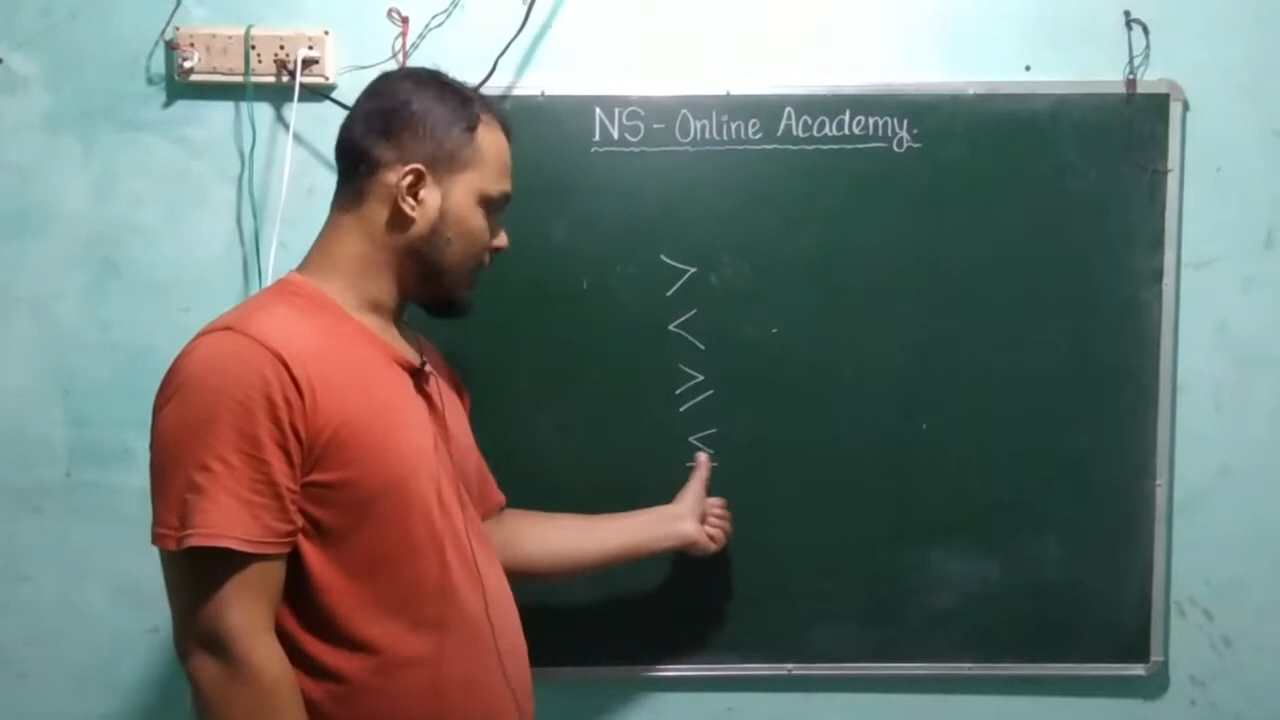 NS - Online Academy.
>
<
≥
≤